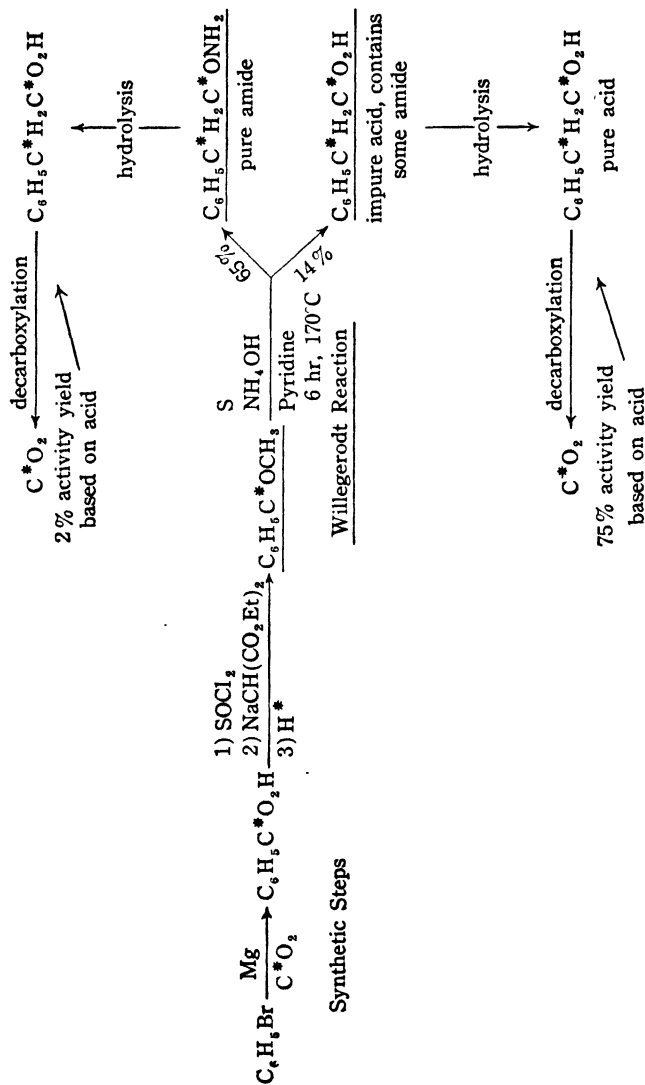 C₆H₅Br
Mg
C*O₂
C₆H₅C*O₂H
1) SOCl₂
2) NaCH(CO₂Et)₂
3) H*
C₆H₅C*OCH₃
Synthetic Steps
S
NH₄OH
Pyridine
6 hr, 170°C
Willegerodt Reaction
65%
14%
C₆H₅C*H₂C*ONH₂
pure amide
hydrolysis
C₆H₅C*H₂C*O₂H
decarboxylation
C*O₂
2% activity yield
based on acid
C₆H₅C*H₂C*O₂H
impure acid, contains
some amide
hydrolysis
C₆H₅C*H₂C*O₂H
pure acid
decarboxylation
C*O₂
75% activity yield
based on acid